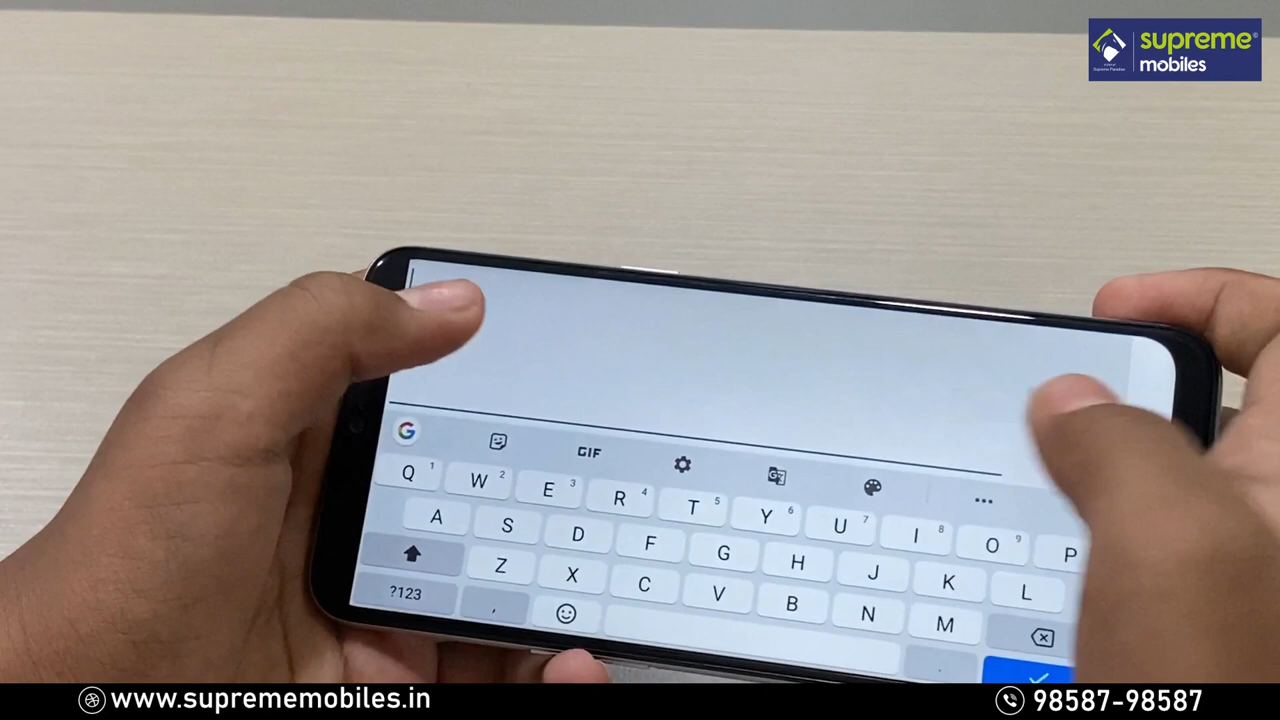 supreme
mobiles
G
GIF
Q 1 W 2 E 3 R 4 T 5 Y 6 U 7 I 8 O 9 P
A S D F G H J K L
Z X C V B N M
?123 , .
www.suprememobiles.in
98587-98587